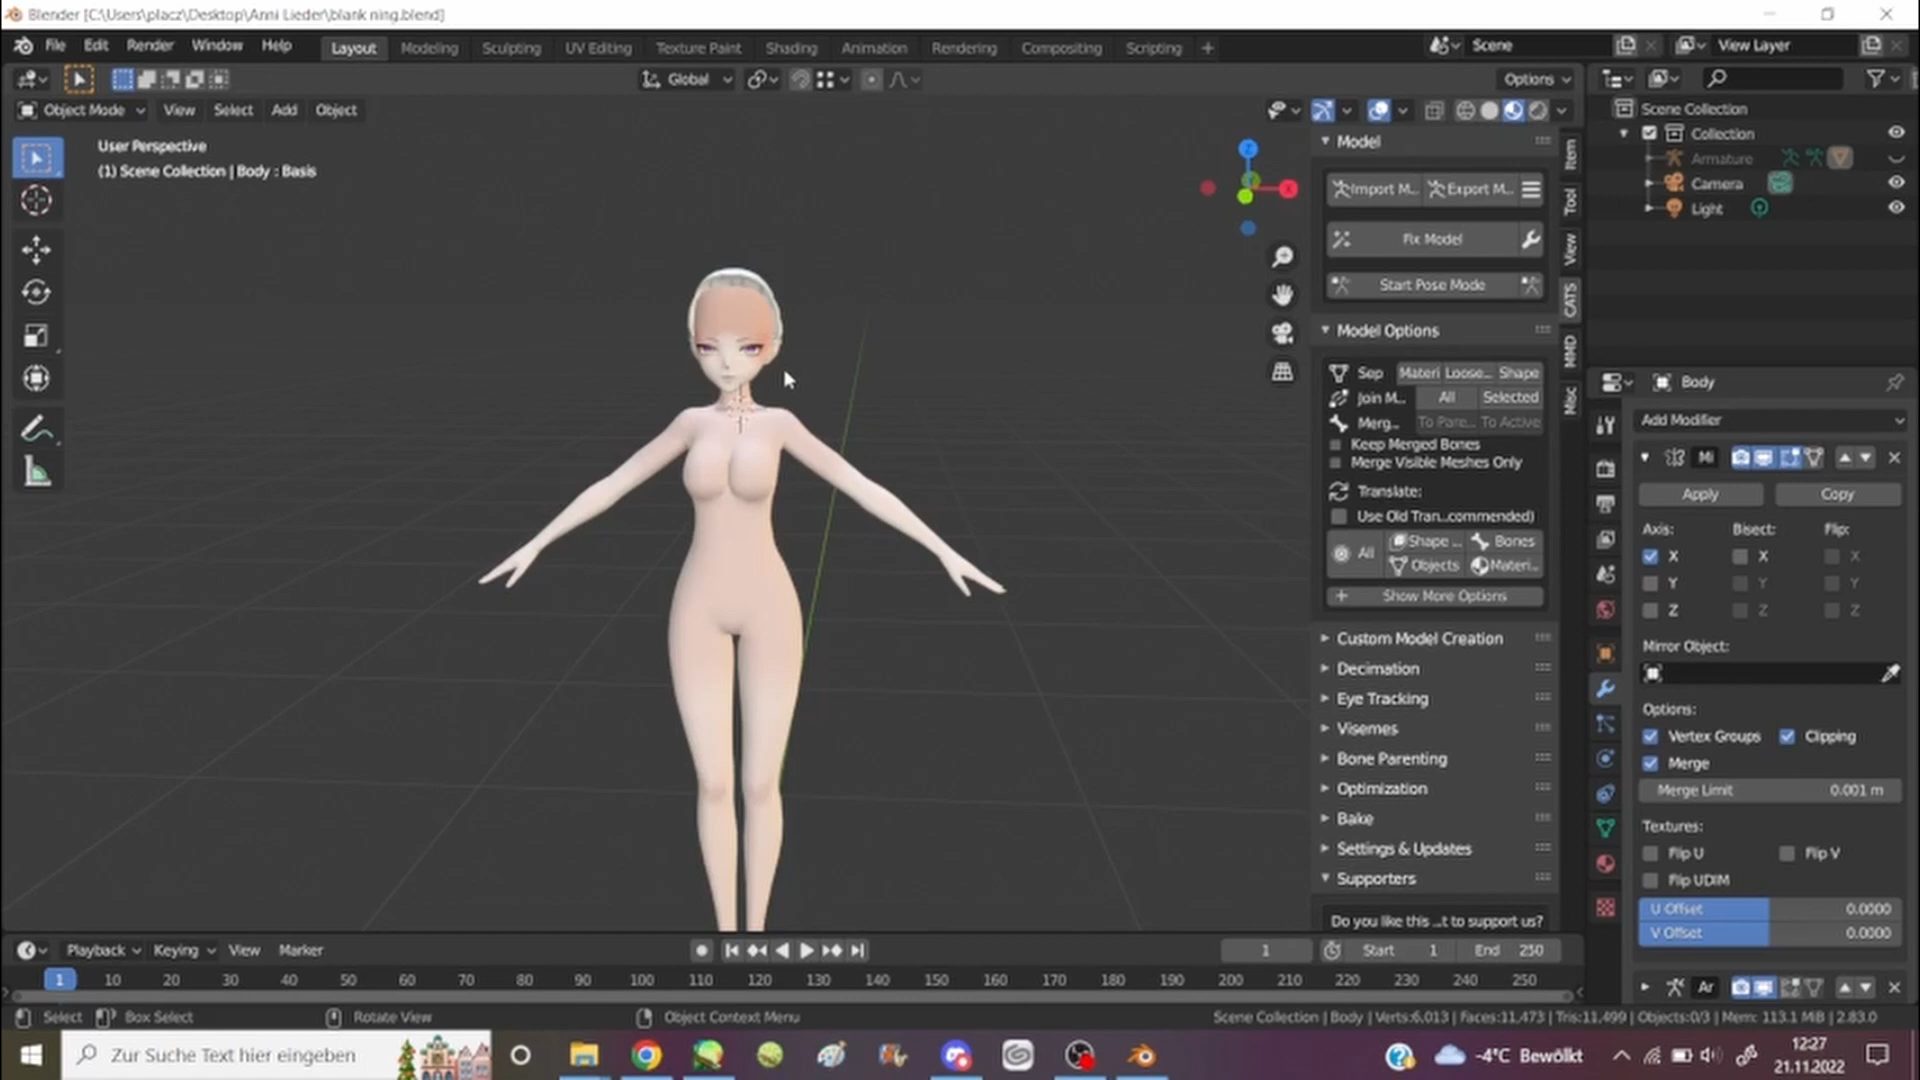 Blender [C:\Users\placz\Desktop\Anni Lieder\blank ning.blend]
File Edit Render Window Help Layout Modeling Sculpting UV Editing Texture Paint Shading Animation Rendering Compositing Scripting + Scene View Layer
Global Options
Object Mode View Select Add Object
User Perspective
(1) Scene Collection | Body : Basis
Z
X
Model
Import M... Export M...
Fix Model
Start Pose Mode
Model Options
Sep Materi Loose... Shape
Join M... All Selected
Merg... To Pare... To Active
Keep Merged Bones
Merge Visible Meshes Only
Translate:
Use Old Tran...commended)
All Shape ... Bones
Objects Materi...
Show More Options
Custom Model Creation
Decimation
Eye Tracking
Visemes
Bone Parenting
Optimization
Bake
Settings & Updates
Supporters
Do you like this ...t to support us?
Item
Tool
View
CATS
MMD
Misc
Scene Collection
Collection
Armature
Camera
Light
Body
Add Modifier
Mi
Apply Copy
Axis: Bisect: Flip:
X X X
Y Y Y
Z Z Z
Mirror Object:
Options:
Vertex Groups Clipping
Merge
Merge Limit 0.001 m
Textures:
Flip U Flip V
Flip UDIM
U Offset 0.0000
V Offset 0.0000
Ar
Playback Keying View Marker 1 Start 1 End 250
1 10 20 30 40 50 60 70 80 90 100 110 120 130 140 150 160 170 180 190 200 210 220 230 240 250
Select Box Select Rotate View Object Context Menu Scene Collection | Body | Verts:6,013 | Faces:11,473 | Tris:11,499 | Objects:0/3 | Mem: 113.1 MiB | 2.83.0
Zur Suche Text hier eingeben -4°C Bewölkt 12:27
21.11.2022